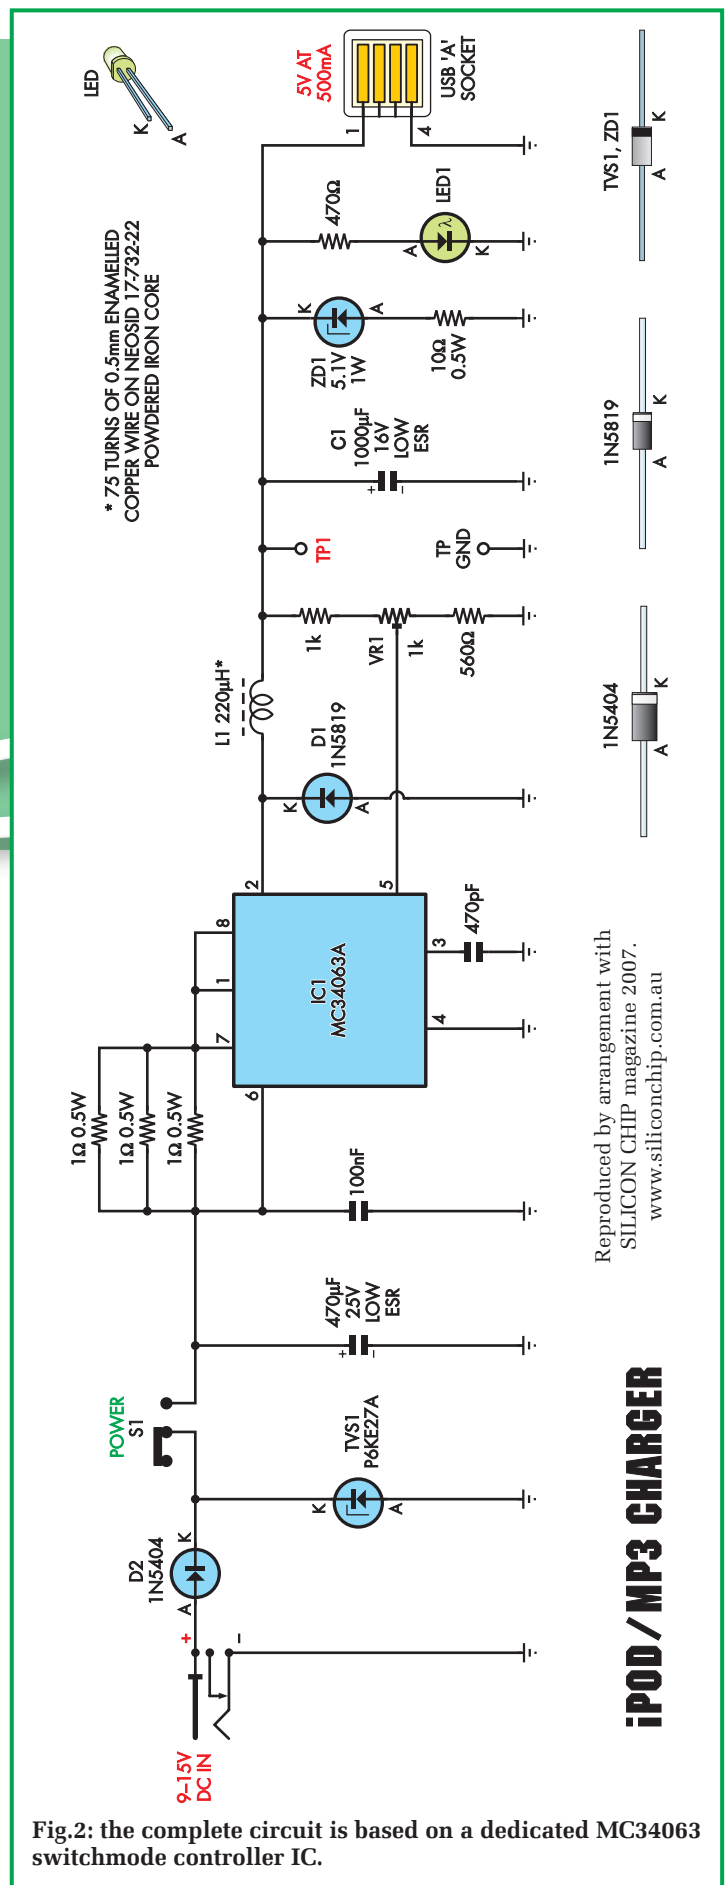 9–15V
DC IN
+
–
D2
1N5404
A
K
POWER
S1
TVS1
P6KE27A
K
A
470µF
25V
LOW
ESR
+
–
100nF
1Ω 0.5W
1Ω 0.5W
1Ω 0.5W
6
7
1
8
IC1
MC34063A
2
5
4
3
470pF
D1
1N5819
K
A
L1 220µH*
1k
VR1
1k
560Ω
TP1
TP
GND
C1
1000µF
16V
LOW
ESR
+
–
ZD1
5.1V
1W
K
A
10Ω
0.5W
470Ω
LED1
A
K
λ
5V AT
500mA
1
4
USB 'A'
SOCKET
* 75 TURNS OF 0.5mm ENAMELLED
COPPER WIRE ON NEOSID 17-732-22
POWDERED IRON CORE
LED
K
A
iPOD/MP3 CHARGER
Reproduced by arrangement with
SILICON CHIP magazine 2007.
www.siliconchip.com.au
1N5404
A
K
1N5819
A
K
TVS1, ZD1
A
K
Fig.2: the complete circuit is based on a dedicated MC34063
switchmode controller IC.